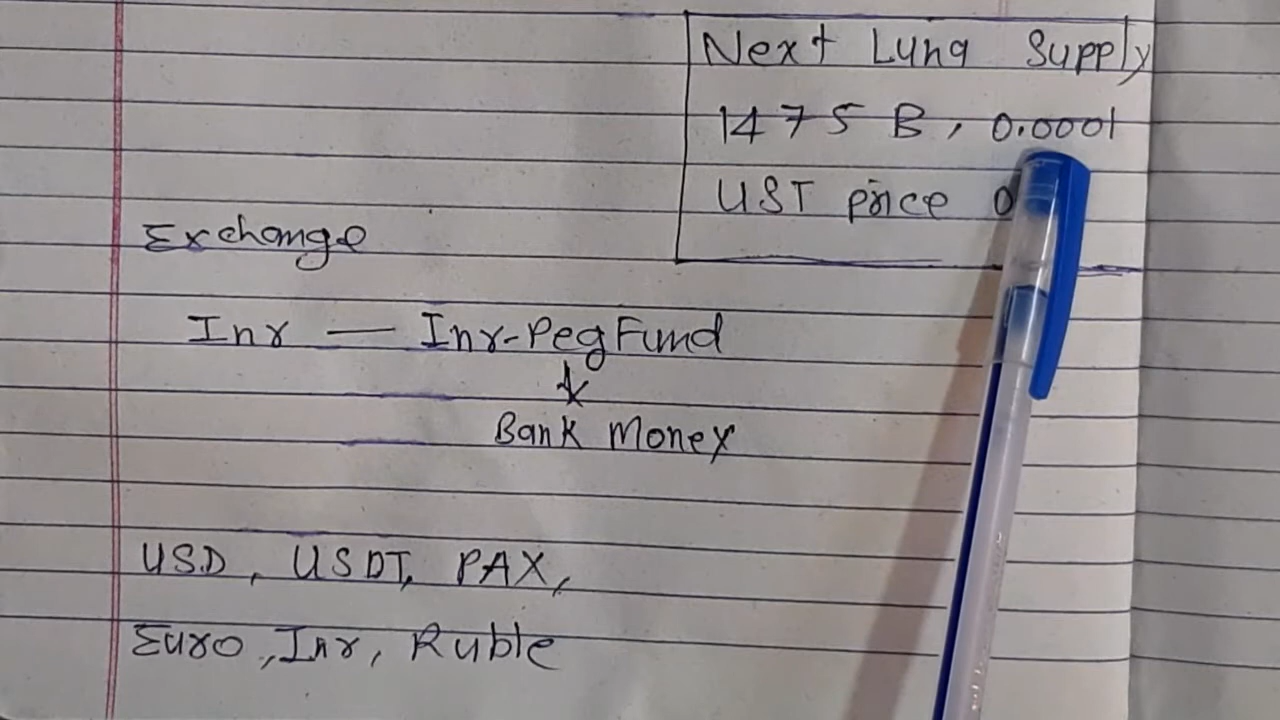 Next Luna Supply
1475 B, 0.0001
UST price 0
Exchange
Inr — Inr-PegFund
Bank Money
USD, USDT, PAX,
Euro, Inr, Ruble